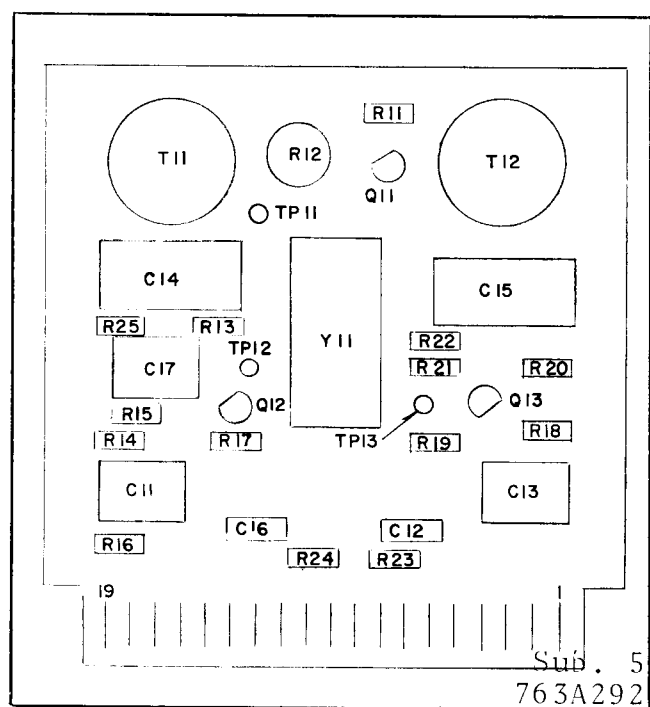 R11
T11
R12
T12
Q11
TP11
C14
C15
R25
R13
Y11
R22
TP12
C17
R21
R20
R15
Q12
Q13
R14
R17
TP13
R19
R18
C11
C13
C16
C12
R16
R24
R23
19
1
Sub. 5
763A292